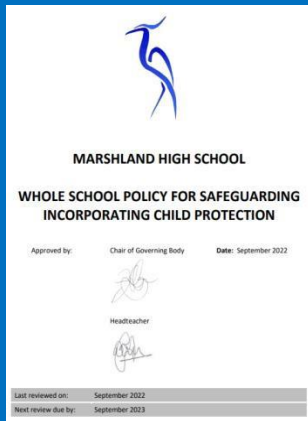 MARSHLAND HIGH SCHOOL
WHOLE SCHOOL POLICY FOR SAFEGUARDING
INCORPORATING CHILD PROTECTION
Approved by: Chair of Governing Body Date: September 2022
Headteacher
Last reviewed on: September 2022
Next review due by: September 2023